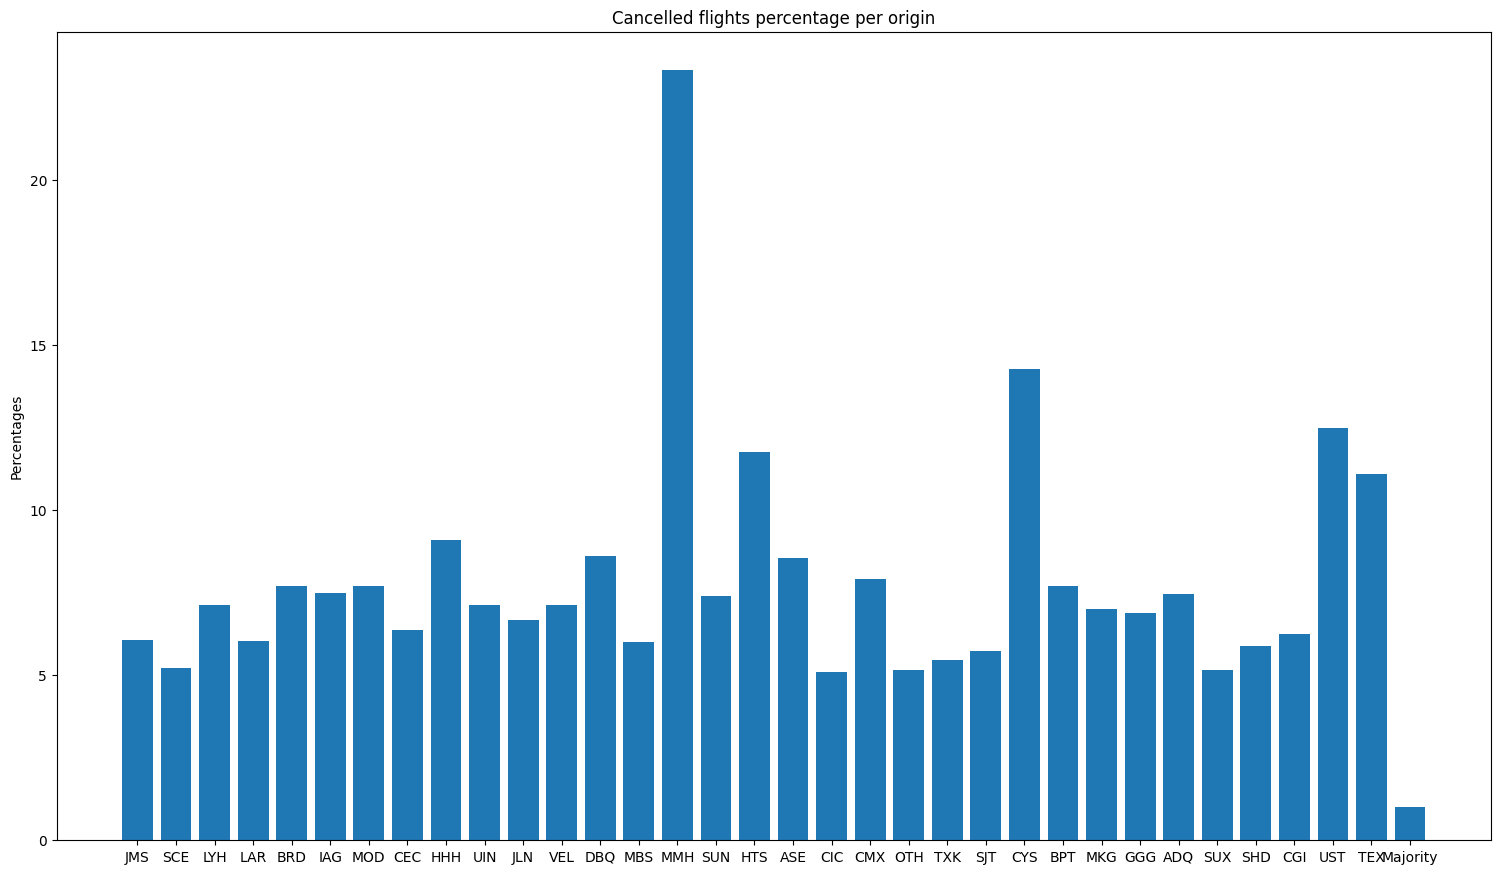 Cancelled flights percentage per origin
Percentages
20
15
10
5
0
JMS SCE LYH LAR BRD IAG MOD CEC HHH UIN JLN VEL DBQ MBS MMH SUN HTS ASE CIC CMX OTH TXK SJT CYS BPT MKG GGG ADQ SUX SHD CGI UST TEX Majority